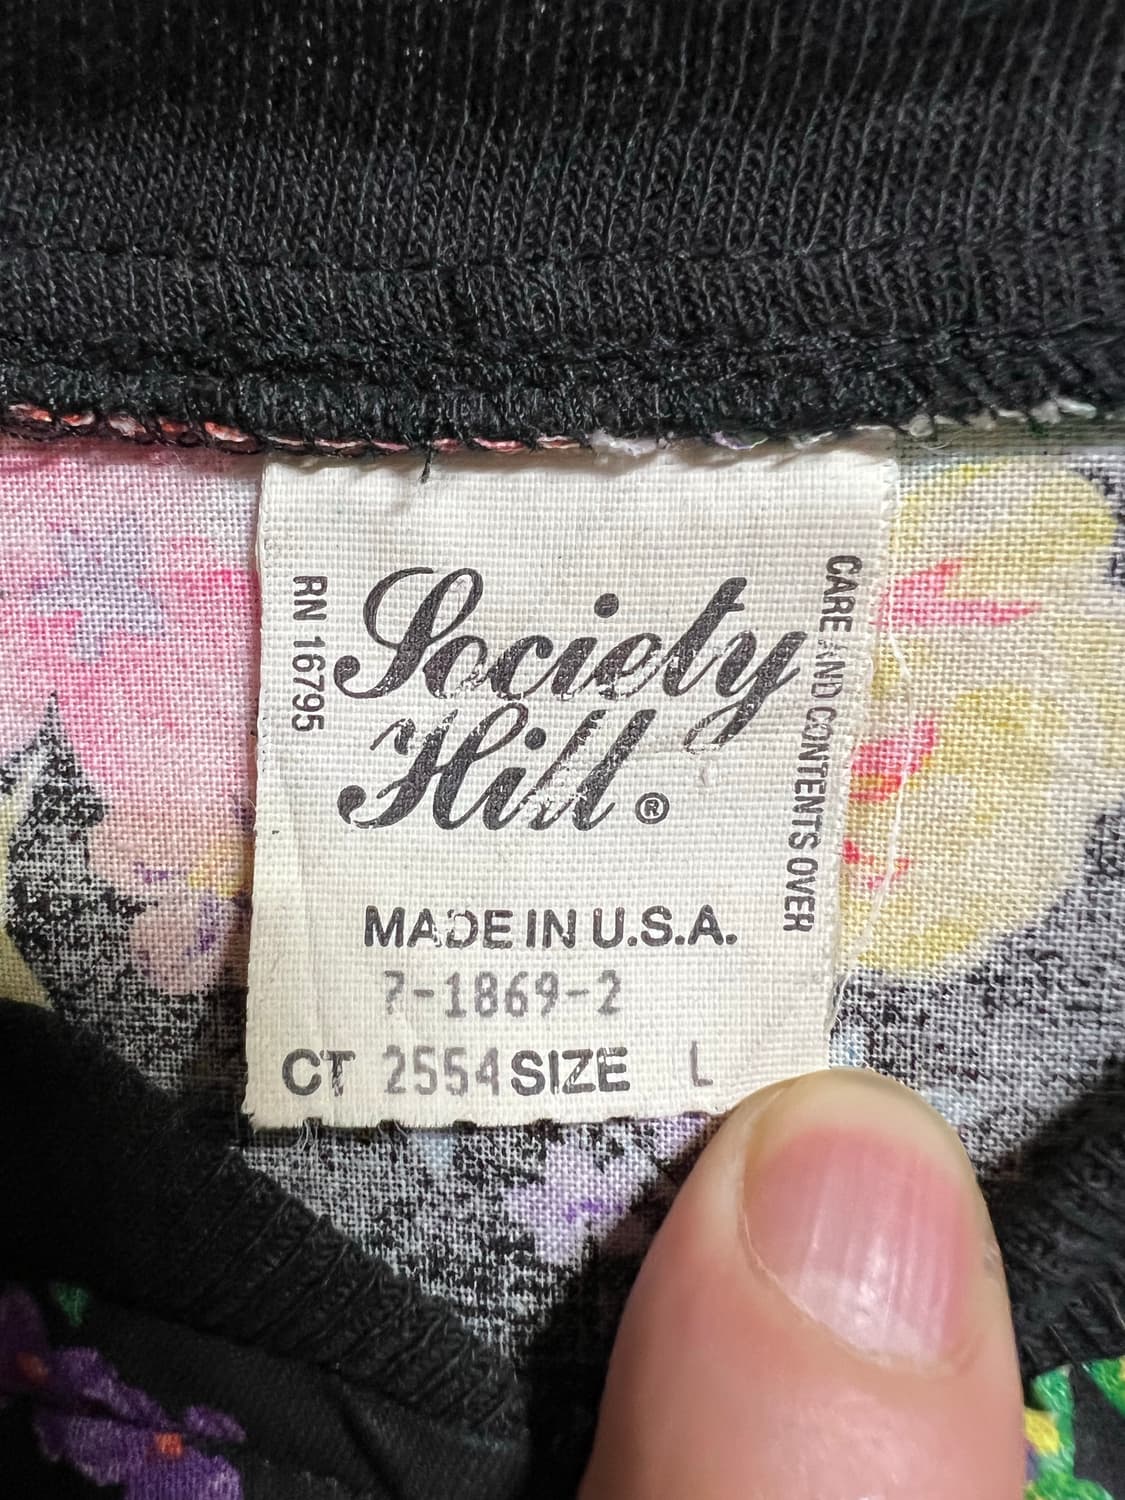 Society
Hill®
RN 16795
CARE AND CONTENTS OVER
MADE IN U.S.A.
7-1869-2
CT 2554 SIZE L